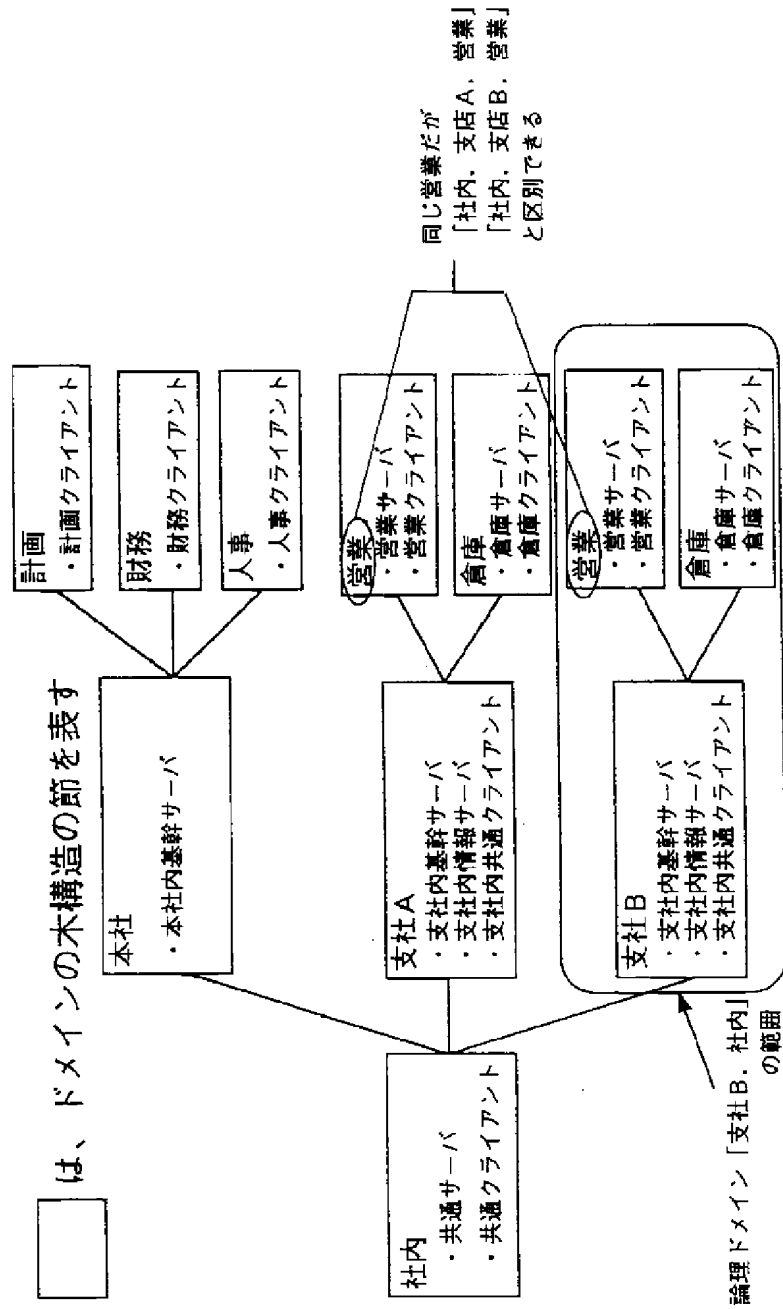 は、ドメインの木構造の節を表す
社内
・共通サーバ
・共通クライアント
本社
・本社内基幹サーバ
計画
・計画クライアント
財務
・財務クライアント
人事
・人事クライアント
支社A
・支社内基幹サーバ
・支社内情報サーバ
・支社内共通クライアント
営業
・営業サーバ
・営業クライアント
倉庫
・倉庫サーバ
・倉庫クライアント
支社B
・支社内基幹サーバ
・支社内情報サーバ
・支社内共通クライアント
営業
・営業サーバ
・営業クライアント
倉庫
・倉庫サーバ
・倉庫クライアント
同じ営業だが
「社内．支店A．営業」
「社内．支店B．営業」
と区別できる
論理ドメイン「支社B．社内」
の範囲